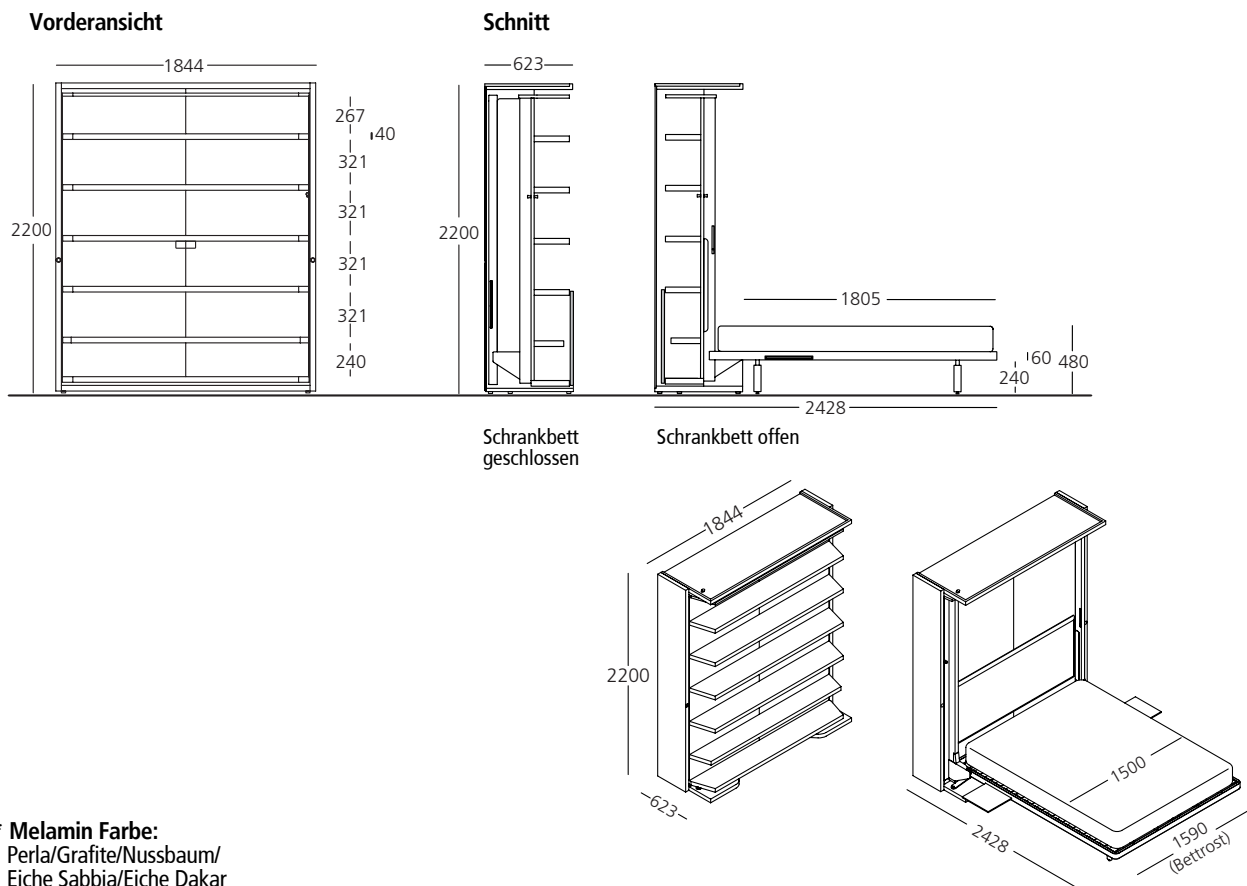 Vorderansicht
Schnitt
1844
2200
267
40
321
321
321
321
240
623
2200
1805
60
480
240
2428
Schrankbett
geschlossen
Schrankbett offen
1844
2200
623
1500
2428
1590
(Bettrost)
* Melamin Farbe:
Perla/Grafite/Nussbaum/
Eiche Sabbia/Eiche Dakar